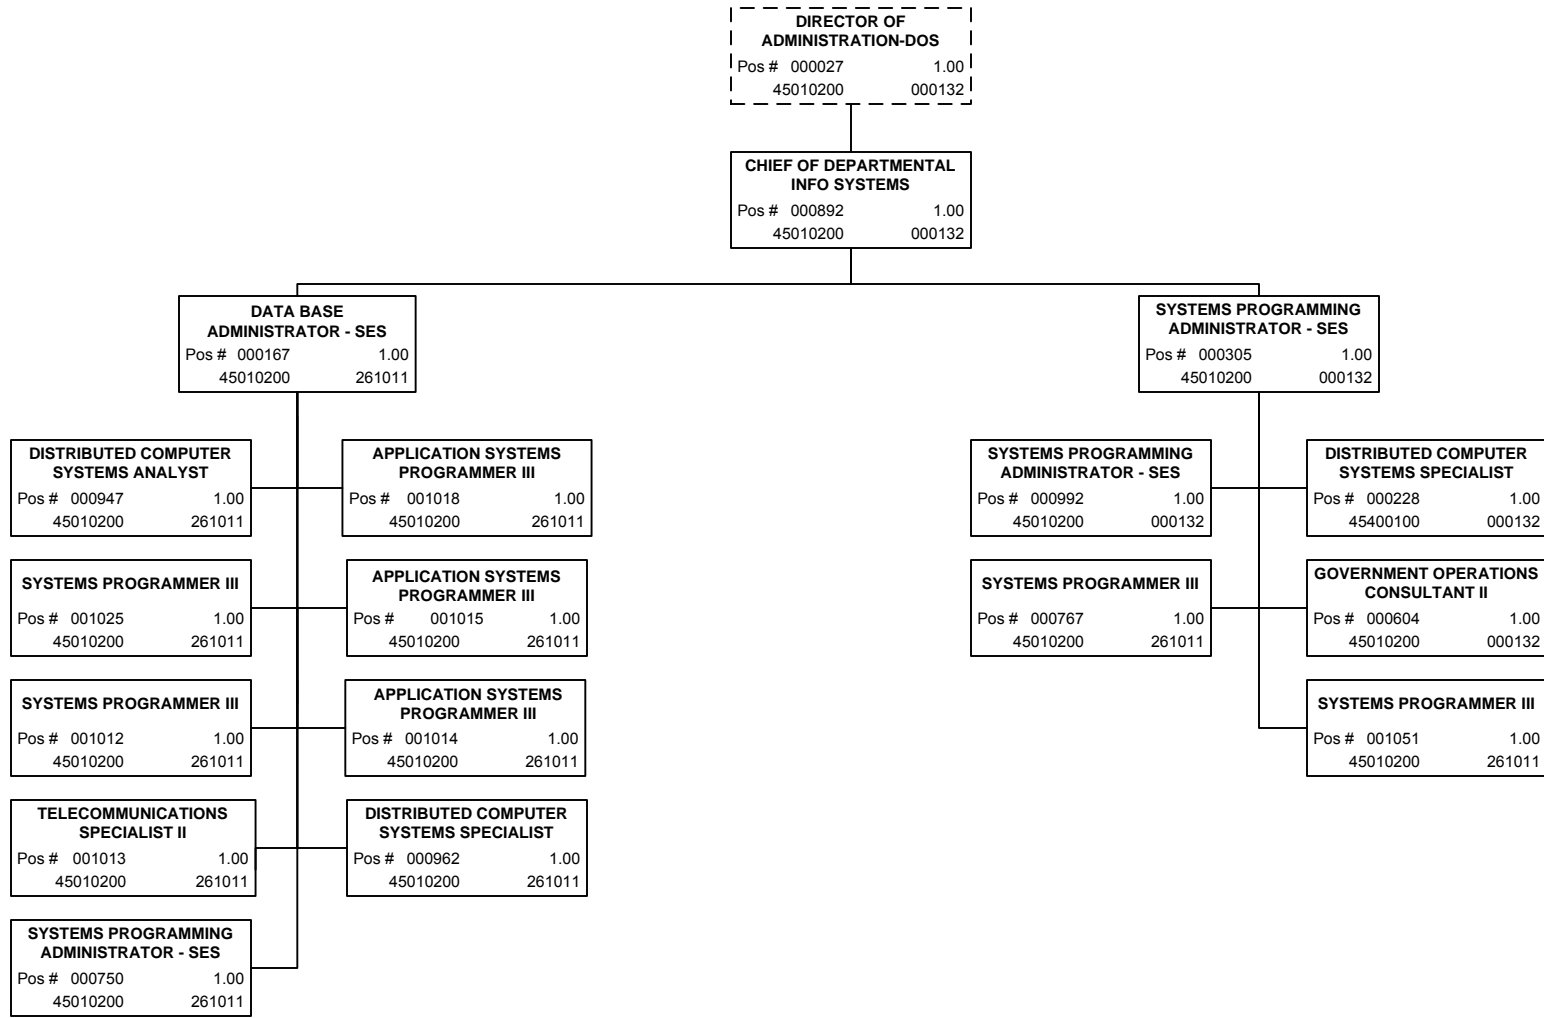 DIRECTOR OF
ADMINISTRATION-DOS
Pos # 000027 1.00
45010200 000132
CHIEF OF DEPARTMENTAL
INFO SYSTEMS
Pos # 000892 1.00
45010200 000132
DATA BASE
ADMINISTRATOR - SES
Pos # 000167 1.00
45010200 261011
SYSTEMS PROGRAMMING
ADMINISTRATOR - SES
Pos # 000305 1.00
45010200 000132
DISTRIBUTED COMPUTER
SYSTEMS ANALYST
Pos # 000947 1.00
45010200 261011
APPLICATION SYSTEMS
PROGRAMMER III
Pos # 001018 1.00
45010200 261011
SYSTEMS PROGRAMMING
ADMINISTRATOR - SES
Pos # 000992 1.00
45010200 000132
DISTRIBUTED COMPUTER
SYSTEMS SPECIALIST
Pos # 000228 1.00
45400100 000132
SYSTEMS PROGRAMMER III
Pos # 001025 1.00
45010200 261011
APPLICATION SYSTEMS
PROGRAMMER III
Pos # 001015 1.00
45010200 261011
SYSTEMS PROGRAMMER III
Pos # 000767 1.00
45010200 261011
GOVERNMENT OPERATIONS
CONSULTANT II
Pos # 000604 1.00
45010200 000132
SYSTEMS PROGRAMMER III
Pos # 001012 1.00
45010200 261011
APPLICATION SYSTEMS
PROGRAMMER III
Pos # 001014 1.00
45010200 261011
SYSTEMS PROGRAMMER III
Pos # 001051 1.00
45010200 261011
TELECOMMUNICATIONS
SPECIALIST II
Pos # 001013 1.00
45010200 261011
DISTRIBUTED COMPUTER
SYSTEMS SPECIALIST
Pos # 000962 1.00
45010200 261011
SYSTEMS PROGRAMMING
ADMINISTRATOR - SES
Pos # 000750 1.00
45010200 261011